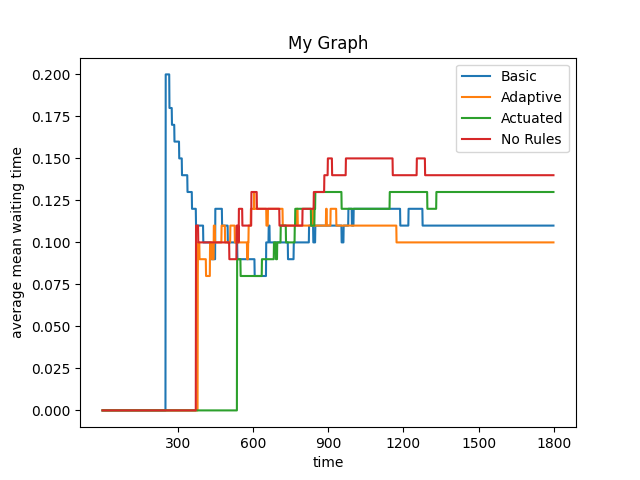 My Graph
Basic
Adaptive
Actuated
No Rules
average mean waiting time
0.200
0.175
0.150
0.125
0.100
0.075
0.050
0.025
0.000
300 600 900 1200 1500 1800
time